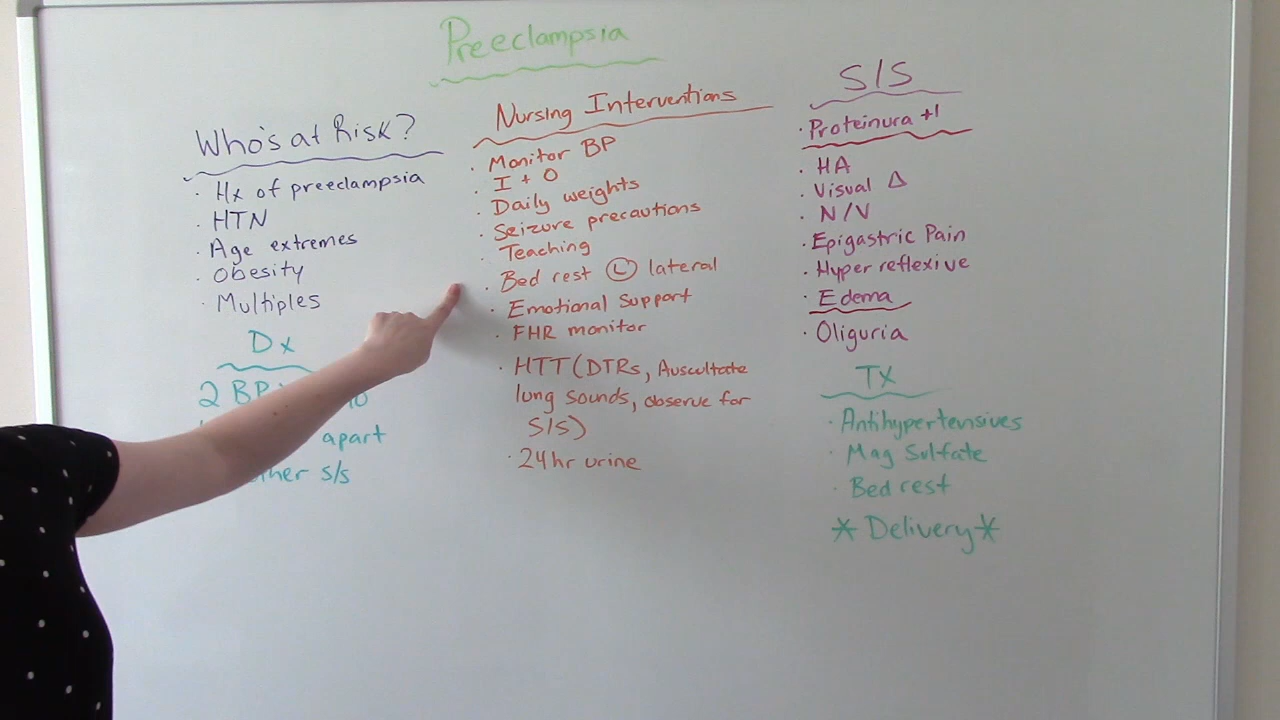 Preeclampsia
Who's at Risk?
· Hx of preeclampsia
· HTN
· Age extremes
· Obesity
· Multiples
Dx
2 BP
apart
s/s
Nursing Interventions
· Monitor BP
· I + O
· Daily weights
· Seizure precautions
· Teaching
· Bed rest Ⓛ lateral
· Emotional Support
· FHR monitor
· HTT (DTRs, Auscultate
lung sounds, observe for
S/S)
· 24hr urine
S/S
· Proteinura +1
· HA
· Visual Δ
· N/V
· Epigastric Pain
· Hyper reflexive
· Edema
· Oliguria
TX
· Antihypertensives
· Mag Sulfate
· Bed rest
* Delivery *